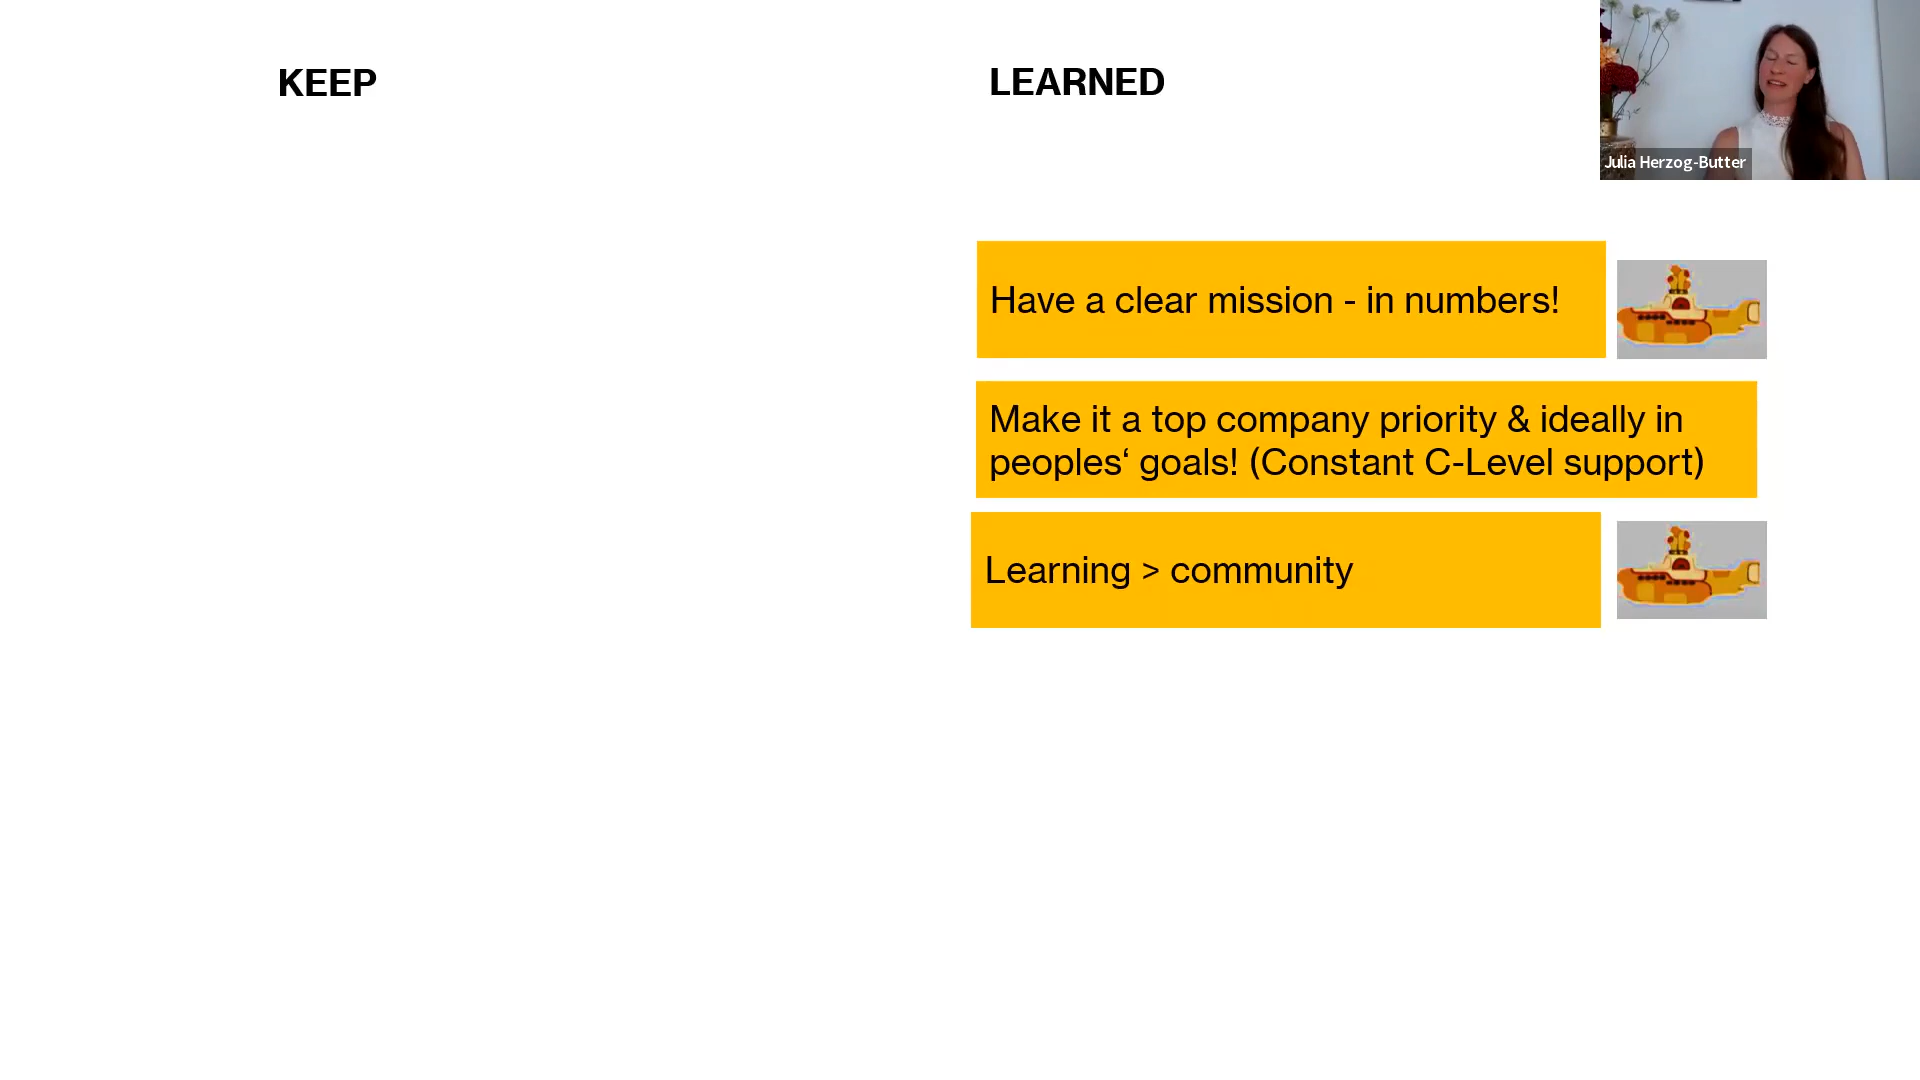 KEEP
LEARNED
Julia Herzog-Butter
Have a clear mission - in numbers!
Make it a top company priority & ideally in
peoples‘ goals! (Constant C-Level support)
Learning > community